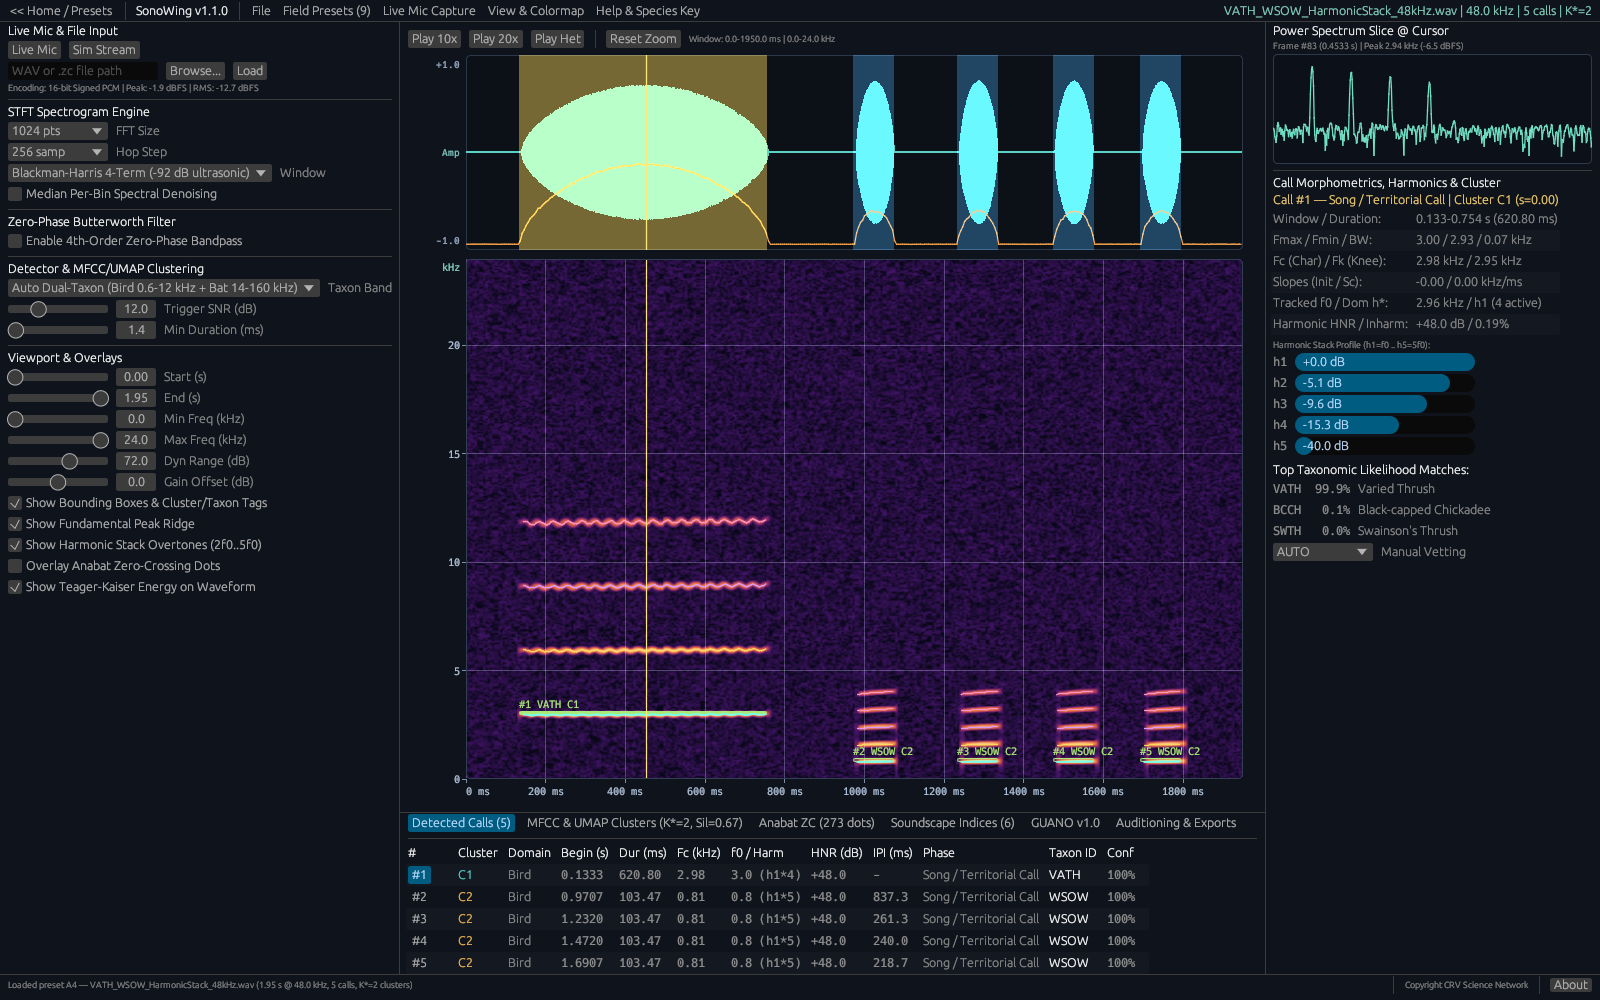 << Home / Presets SonoWing v1.1.0 File Field Presets (9) Live Mic Capture View & Colormap Help & Species Key VATH_WSOW_HarmonicStack_48kHz.wav | 48.0 kHz | 5 calls | K*=2
Live Mic & File Input
Live Mic Sim Stream
WAV or .zc file path Browse... Load
Encoding: 16-bit Signed PCM | Peak: -1.9 dBFS | RMS: -12.7 dBFS
STFT Spectrogram Engine
1024 pts FFT Size
256 samp Hop Step
Blackman-Harris 4-Term (-92 dB ultrasonic) Window
Median Per-Bin Spectral Denoising
Zero-Phase Butterworth Filter
Enable 4th-Order Zero-Phase Bandpass
Detector & MFCC/UMAP Clustering
Auto Dual-Taxon (Bird 0.6-12 kHz + Bat 14-160 kHz) Taxon Band
12.0 Trigger SNR (dB)
1.4 Min Duration (ms)
Viewport & Overlays
0.00 Start (s)
1.95 End (s)
0.0 Min Freq (kHz)
24.0 Max Freq (kHz)
72.0 Dyn Range (dB)
0.0 Gain Offset (dB)
Show Bounding Boxes & Cluster/Taxon Tags
Show Fundamental Peak Ridge
Show Harmonic Stack Overtones (2f0..5f0)
Overlay Anabat Zero-Crossing Dots
Show Teager-Kaiser Energy on Waveform
Play 10x Play 20x Play Het Reset Zoom Window: 0.0-1950.0 ms | 0.0-24.0 kHz
+1.0
Amp
-1.0
kHz
20
15
10
5
0
#1 VATH C1
#2 WSOW C2 #3 WSOW C2 #4 WSOW C2 #5 WSOW C2
0 ms 200 ms 400 ms 600 ms 800 ms 1000 ms 1200 ms 1400 ms 1600 ms 1800 ms
Detected Calls (5) MFCC & UMAP Clusters (K*=2, Sil=0.67) Anabat ZC (273 dots) Soundscape Indices (6) GUANO v1.0 Auditioning & Exports
# Cluster Domain Begin (s) Dur (ms) Fc (kHz) f0 / Harm HNR (dB) IPI (ms) Phase Taxon ID Conf
#1 C1 Bird 0.1333 620.80 2.98 3.0 (h1*4) +48.0 – Song / Territorial Call VATH 100%
#2 C2 Bird 0.9707 103.47 0.81 0.8 (h1*5) +48.0 837.3 Song / Territorial Call WSOW 100%
#3 C2 Bird 1.2320 103.47 0.81 0.8 (h1*5) +48.0 261.3 Song / Territorial Call WSOW 100%
#4 C2 Bird 1.4720 103.47 0.81 0.8 (h1*5) +48.0 240.0 Song / Territorial Call WSOW 100%
#5 C2 Bird 1.6907 103.47 0.81 0.8 (h1*5) +48.0 218.7 Song / Territorial Call WSOW 100%
Power Spectrum Slice @ Cursor
Frame #83 (0.4533 s) | Peak 2.94 kHz (-6.5 dBFS)
Call Morphometrics, Harmonics & Cluster
Call #1 — Song / Territorial Call | Cluster C1 (s=0.00)
Window / Duration: 0.133-0.754 s (620.80 ms)
Fmax / Fmin / BW: 3.00 / 2.93 / 0.07 kHz
Fc (Char) / Fk (Knee): 2.98 kHz / 2.95 kHz
Slopes (Init / Sc): -0.00 / 0.00 kHz/ms
Tracked f0 / Dom h*: 2.96 kHz / h1 (4 active)
Harmonic HNR / Inharm: +48.0 dB / 0.19%
Harmonic Stack Profile (h1=f0 .. h5=5f0):
h1 +0.0 dB
h2 -5.1 dB
h3 -9.6 dB
h4 -15.3 dB
h5 -40.0 dB
Top Taxonomic Likelihood Matches:
VATH 99.9% Varied Thrush
BCCH 0.1% Black-capped Chickadee
SWTH 0.0% Swainson's Thrush
AUTO Manual Vetting
Loaded preset A4 — VATH_WSOW_HarmonicStack_48kHz.wav (1.95 s @ 48.0 kHz, 5 calls, K*=2 clusters) Copyright CRV Science Network About